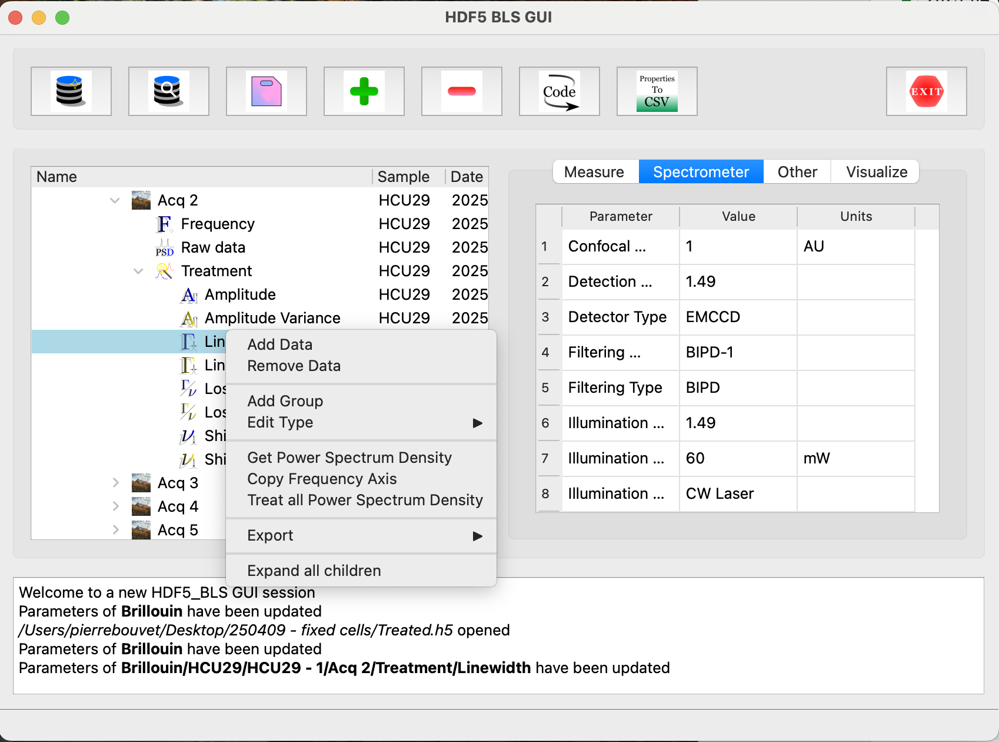 HDF5 BLS GUI
Code
Properties
To
CSV
EXIT
Name Sample Date
Acq 2 HCU29 2025
Frequency HCU29 2025
PSD Raw data HCU29 2025
Treatment HCU29 2025
Amplitude HCU29 2025
Amplitude Variance HCU29 2025
Lin
Lin
Los
Los
Shi
Shi
Acq 3
Acq 4
Acq 5
Add Data
Remove Data
Add Group
Edit Type
Get Power Spectrum Density
Copy Frequency Axis
Treat all Power Spectrum Density
Export
Expand all children
Measure Spectrometer Other Visualize
Parameter Value Units
1 Confocal ... 1 AU
2 Detection ... 1.49
3 Detector Type EMCCD
4 Filtering ... BIPD-1
5 Filtering Type BIPD
6 Illumination ... 1.49
7 Illumination ... 60 mW
8 Illumination ... CW Laser
Welcome to a new HDF5_BLS GUI session
Parameters of Brillouin have been updated
/Users/pierrebouvet/Desktop/250409 - fixed cells/Treated.h5 opened
Parameters of Brillouin have been updated
Parameters of Brillouin/HCU29/HCU29 - 1/Acq 2/Treatment/Linewidth have been updated